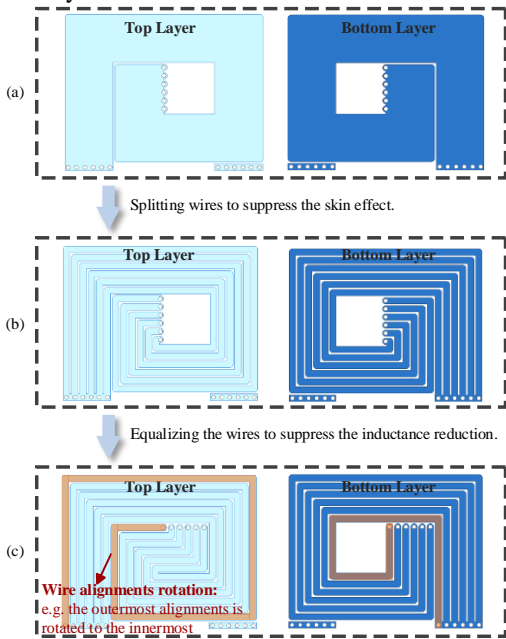 Top Layer
Bottom Layer
(a)
Splitting wires to suppress the skin effect.
Top Layer
Bottom Layer
(b)
Equalizing the wires to suppress the inductance reduction.
Top Layer
Bottom Layer
(c)
Wire alignments rotation:
e.g. the outermost alignments is
rotated to the innermost